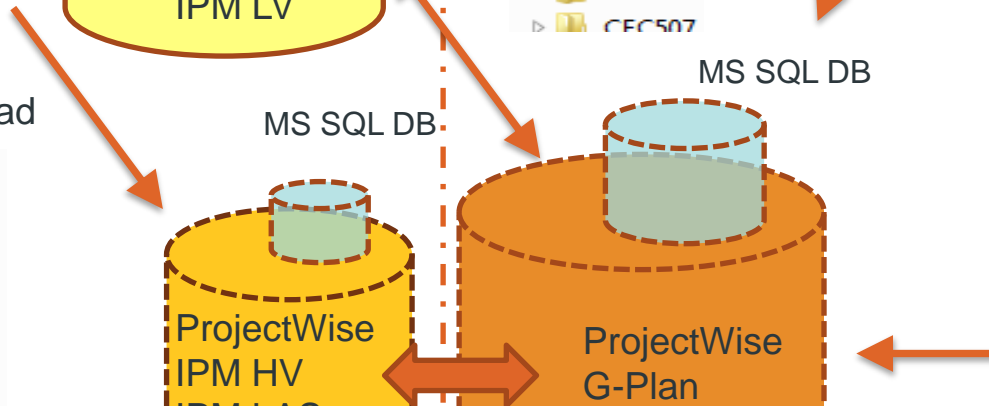 IPM LV
CEC507
MS SQL DB
ad
MS SQL DB
ProjectWise
IPM HV
ProjectWise
G-Plan